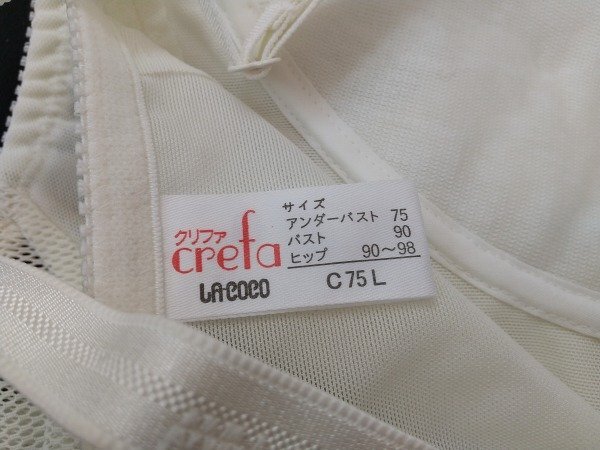 クリファ
crefa
LA・COCO
サイズ
アンダーバスト 75
バスト 90
ヒップ 90〜98
C75L